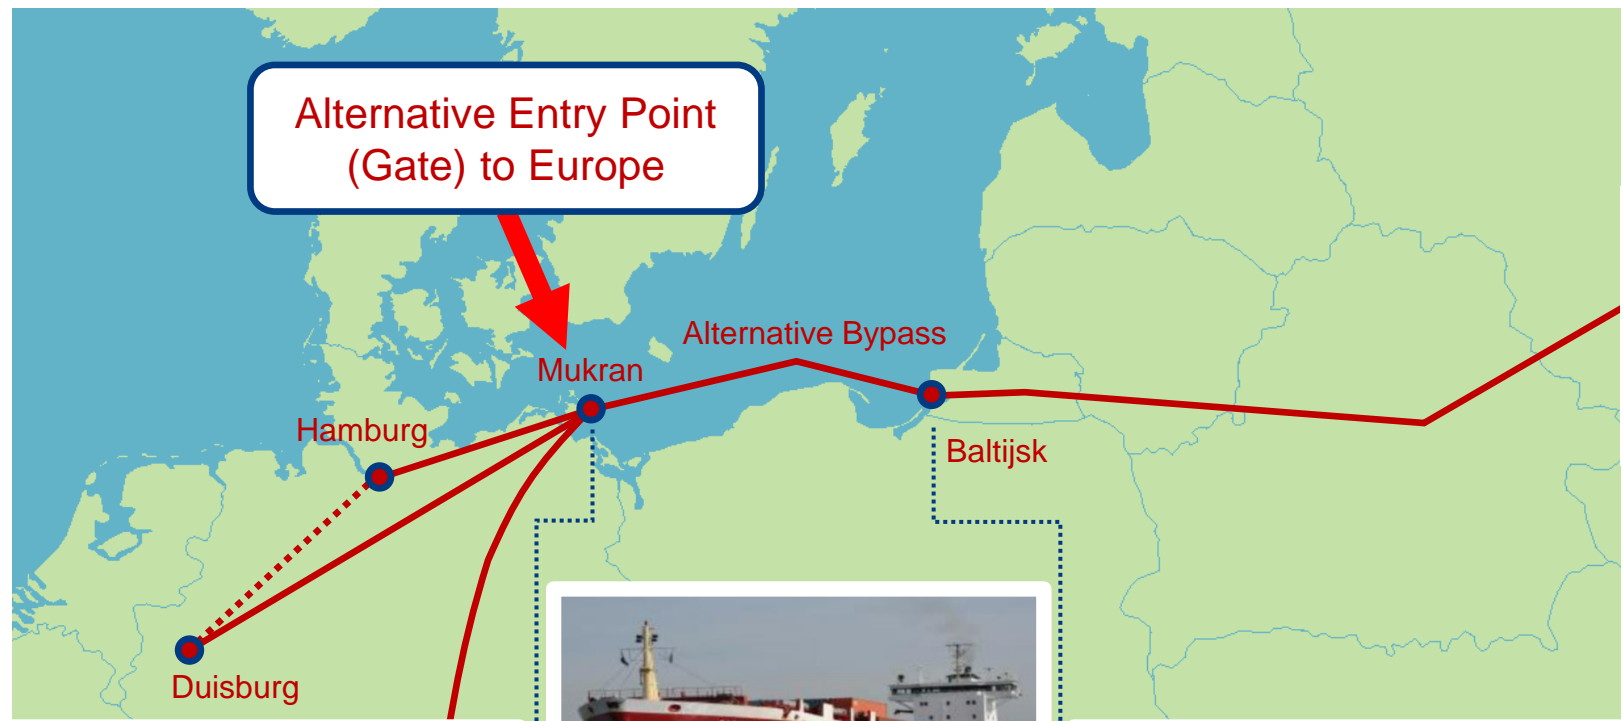 Alternative Entry Point
(Gate) to Europe
Alternative Bypass
Mukran
Hamburg
Baltijsk
Duisburg